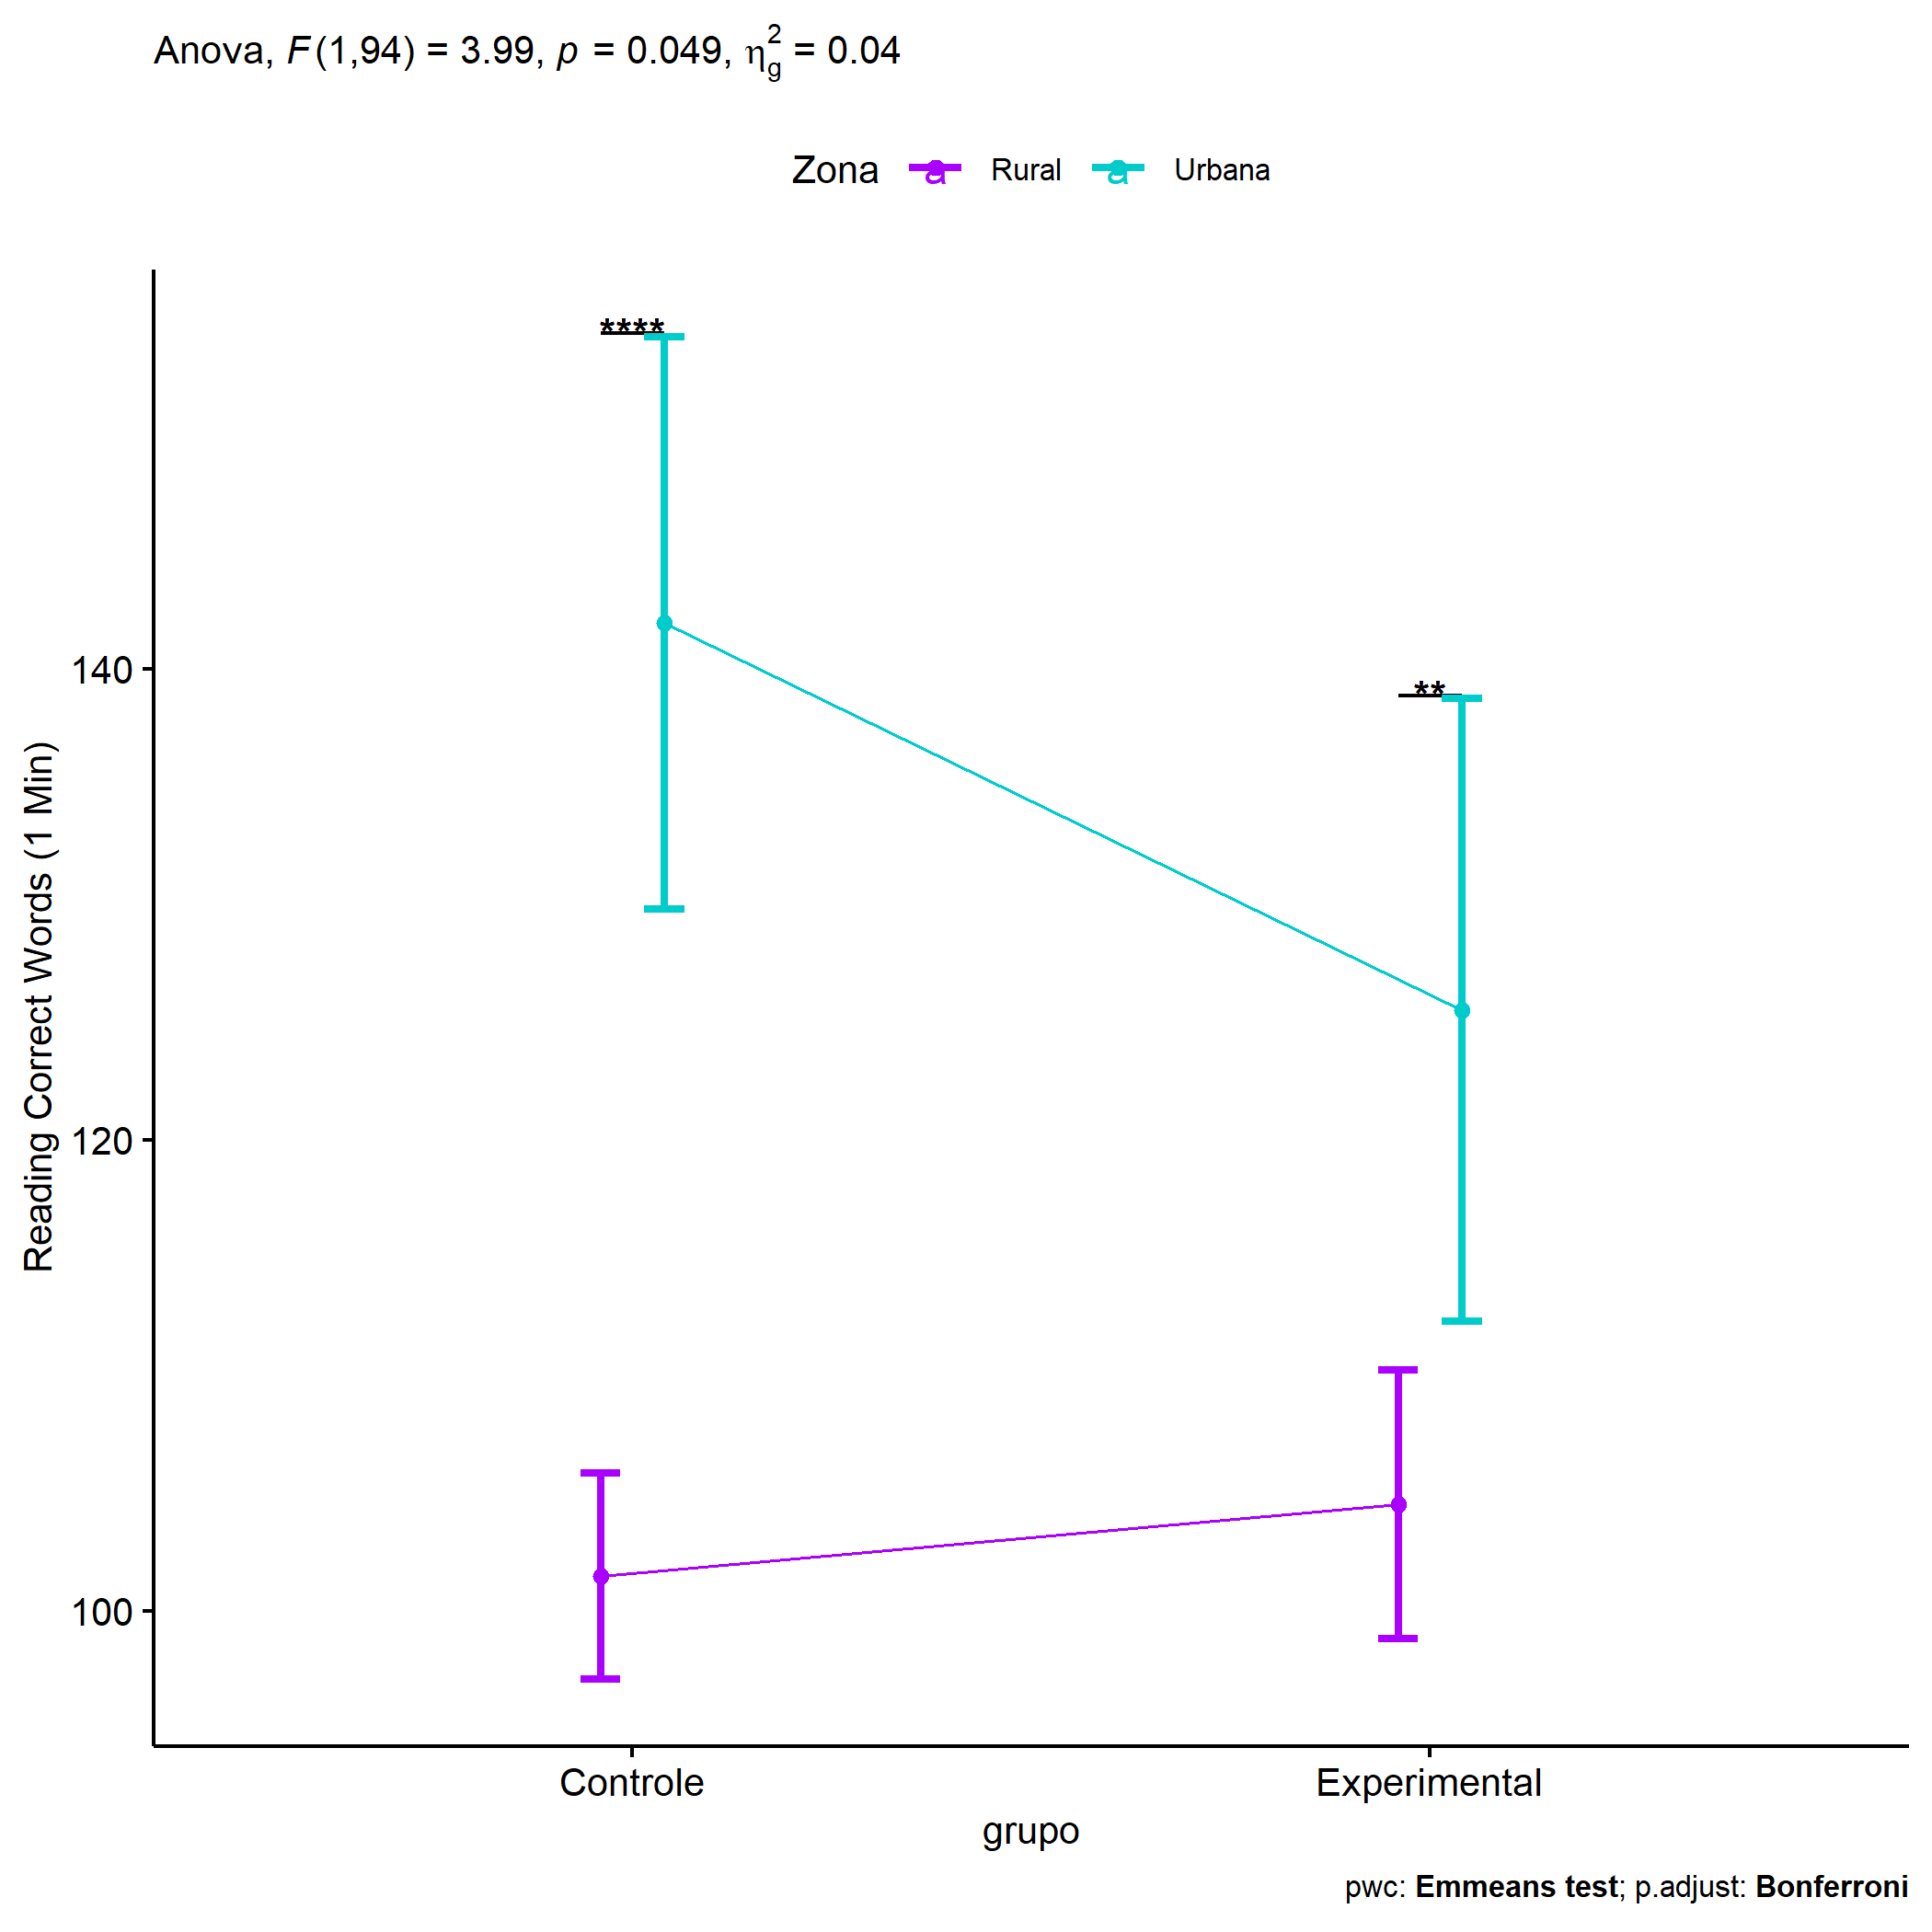 Anova, F(1,94) = 3.99, p = 0.049, η²g = 0.04
Zona a Rural a Urbana
****
**
140
120
100
Reading Correct Words (1 Min)
Controle Experimental
grupo
pwc: Emmeans test; p.adjust: Bonferroni